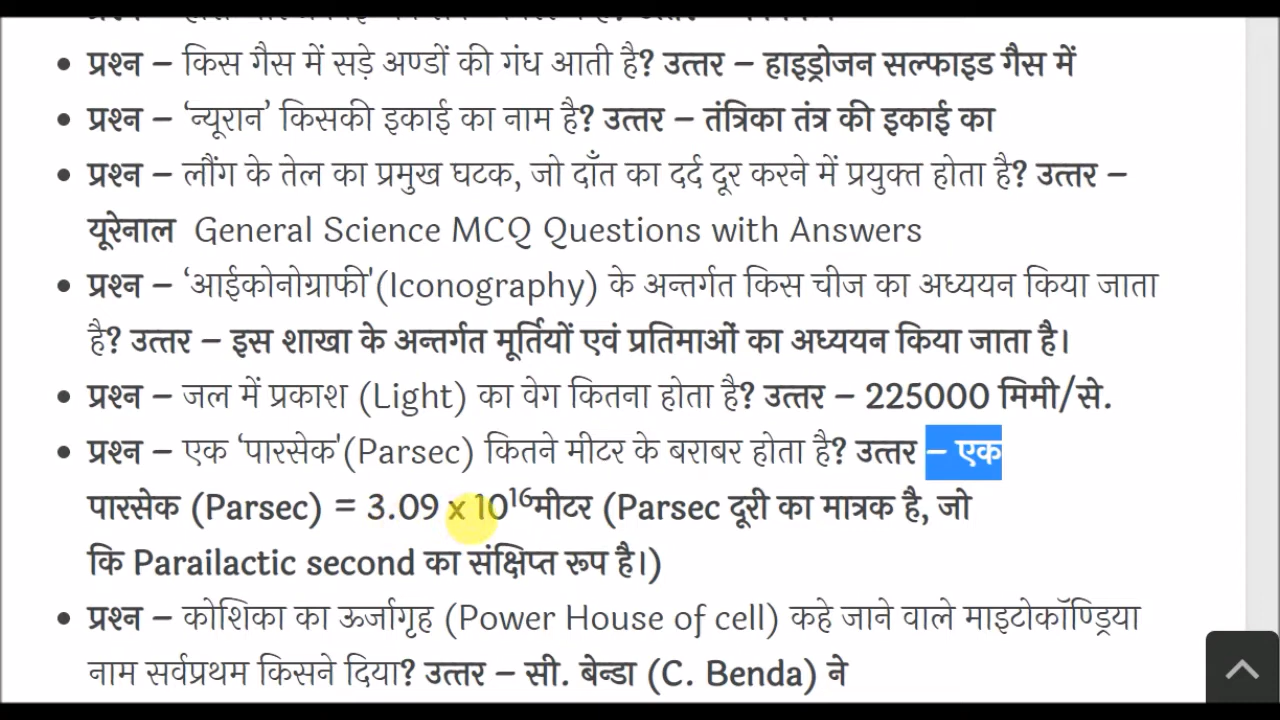 प्रश्न – किस गैस में सड़े अण्डों की गंध आती है? उत्तर – हाइड्रोजन सल्फाइड गैस में
प्रश्न – ‘न्यूरान’ किसकी इकाई का नाम है? उत्तर – तंत्रिका तंत्र की इकाई का
प्रश्न – लौंग के तेल का प्रमुख घटक, जो दाँत का दर्द दूर करने में प्रयुक्त होता है? उत्तर –
यूरेनाल General Science MCQ Questions with Answers
प्रश्न – ‘आईकोनोग्राफी'(Iconography) के अन्तर्गत किस चीज का अध्ययन किया जाता
है? उत्तर – इस शाखा के अन्तर्गत मूर्तियों एवं प्रतिमाओं का अध्ययन किया जाता है।
प्रश्न – जल में प्रकाश (Light) का वेग कितना होता है? उत्तर – 225000 मिमी/से.
प्रश्न – एक ‘पारसेक'(Parsec) कितने मीटर के बराबर होता है? उत्तर – एक
पारसेक (Parsec) = 3.09 x 10¹⁶मीटर (Parsec दूरी का मात्रक है, जो
कि Parailactic second का संक्षिप्त रूप है।)
प्रश्न – कोशिका का ऊर्जागृह (Power House of cell) कहे जाने वाले माइटोकॉण्ड्रिया
नाम सर्वप्रथम किसने दिया? उत्तर – सी. बेन्डा (C. Benda) ने